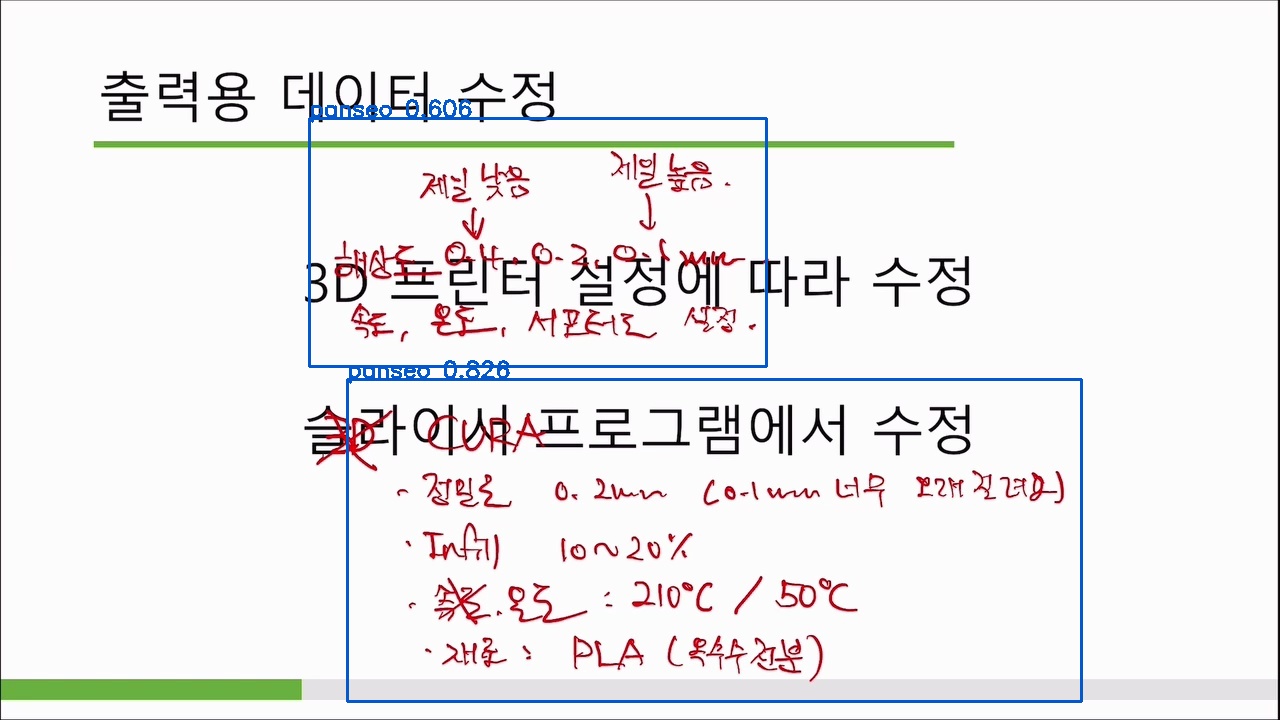 출력용 데이터 수정
panseo 0.606
제일 낮음 제일 높음.
↓ ↓
해상도 0.4, 0.2, 0.1mm
3D 프린터 설정에 따라 수정
속도, 온도, 서포터도 설정.
panseo 0.826
슬라이서 프로그램에서 수정
3D CURA
· 정밀도 0.2mm (0.1mm 너무 오래 걸려요)
· Infill 10~20%
· 속도, 온도 : 210°C / 50°C
· 재료 : PLA (옥수수전분)